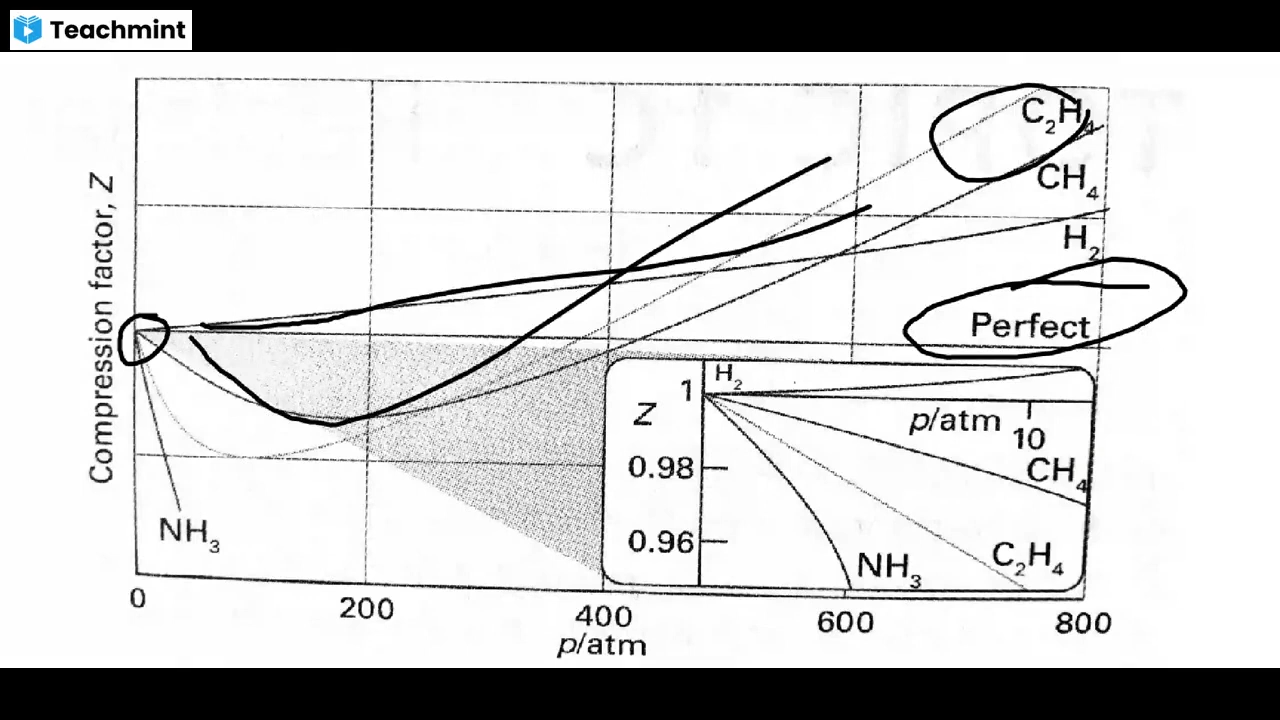 Teachmint
Compression factor, Z
C₂H₄
CH₄
H₂
Perfect
NH₃
0
200
400
600
800
p/atm
H₂
1
Z
p/atm
10
0.98
CH₄
0.96
NH₃
C₂H₄